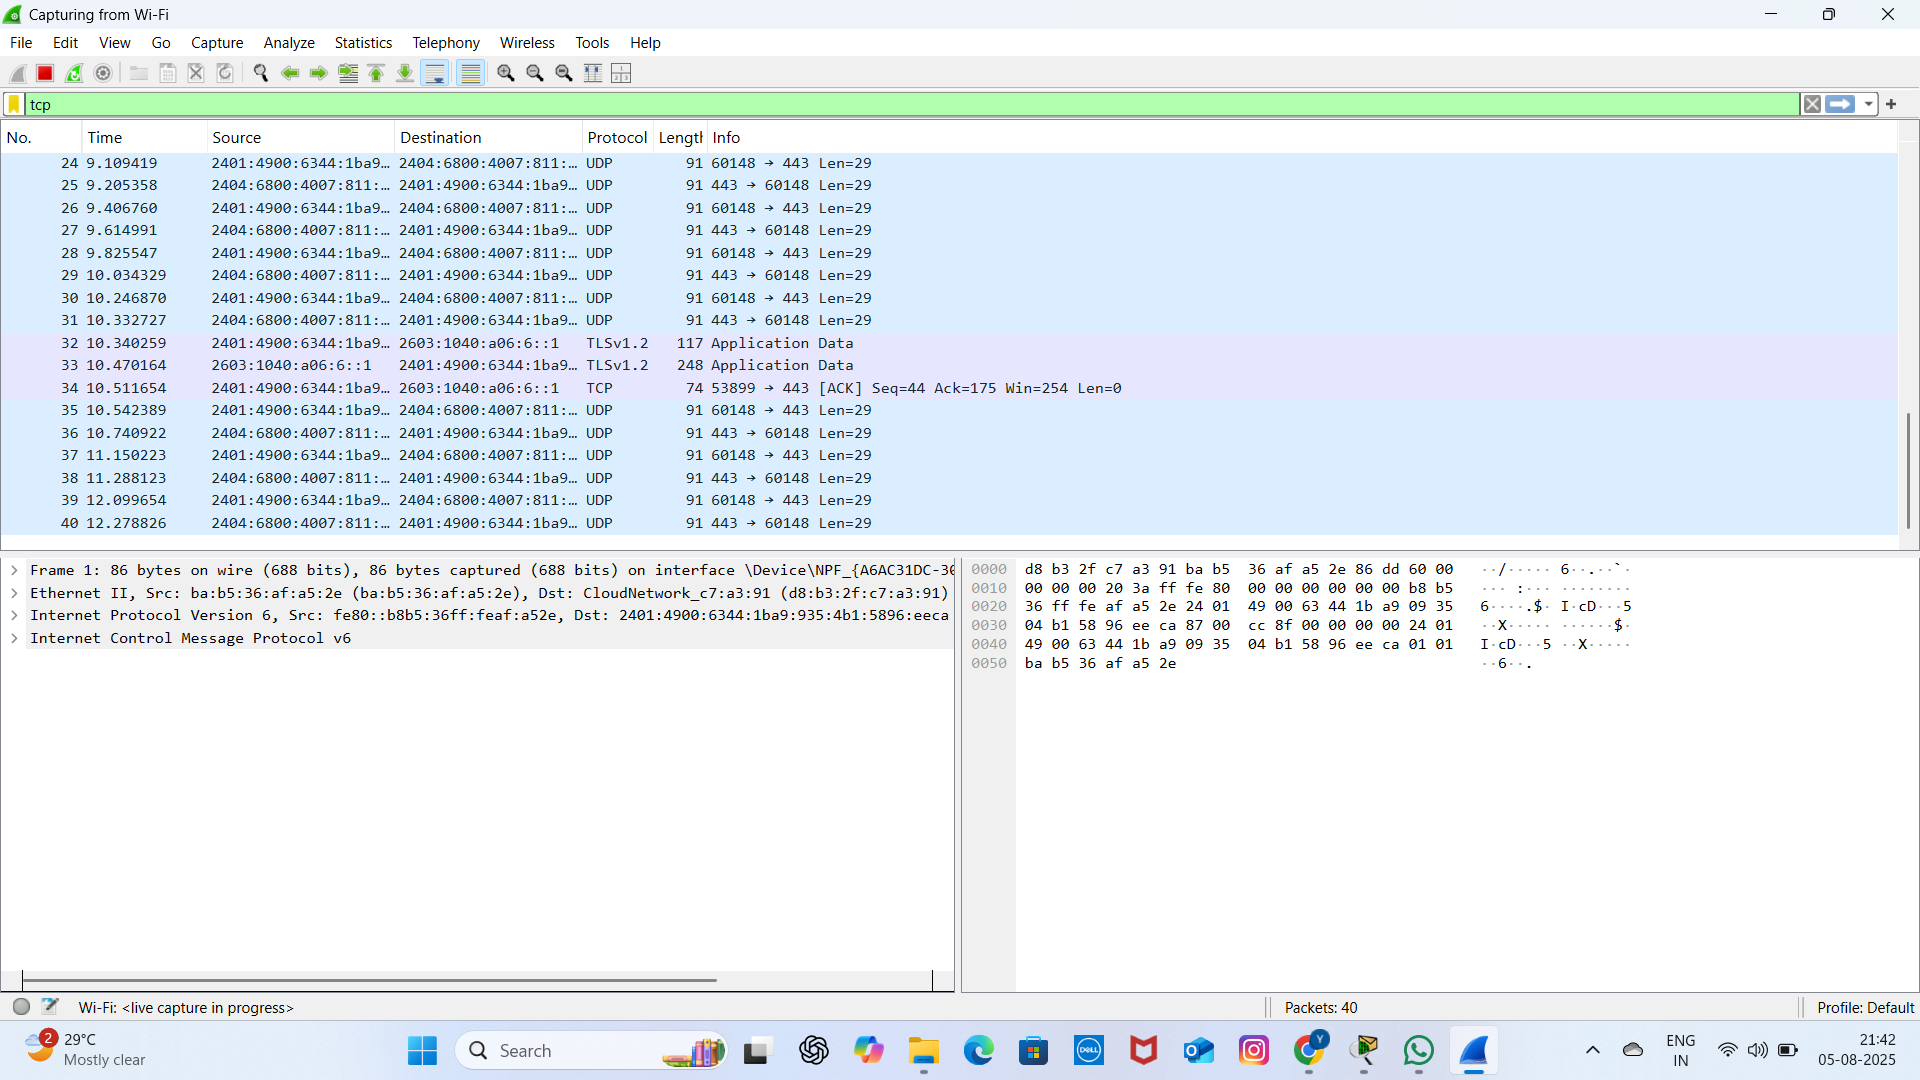 Capturing from Wi-Fi
File Edit View Go Capture Analyze Statistics Telephony Wireless Tools Help
tcp
No. Time Source Destination Protocol Length Info
24 9.109419 2401:4900:6344:1ba9… 2404:6800:4007:811:… UDP 91 60148 → 443 Len=29
25 9.205358 2404:6800:4007:811:… 2401:4900:6344:1ba9… UDP 91 443 → 60148 Len=29
26 9.406760 2401:4900:6344:1ba9… 2404:6800:4007:811:… UDP 91 60148 → 443 Len=29
27 9.614991 2404:6800:4007:811:… 2401:4900:6344:1ba9… UDP 91 443 → 60148 Len=29
28 9.825547 2401:4900:6344:1ba9… 2404:6800:4007:811:… UDP 91 60148 → 443 Len=29
29 10.034329 2404:6800:4007:811:… 2401:4900:6344:1ba9… UDP 91 443 → 60148 Len=29
30 10.246870 2401:4900:6344:1ba9… 2404:6800:4007:811:… UDP 91 60148 → 443 Len=29
31 10.332727 2404:6800:4007:811:… 2401:4900:6344:1ba9… UDP 91 443 → 60148 Len=29
32 10.340259 2401:4900:6344:1ba9… 2603:1040:a06:6::1 TLSv1.2 117 Application Data
33 10.470164 2603:1040:a06:6::1 2401:4900:6344:1ba9… TLSv1.2 248 Application Data
34 10.511654 2401:4900:6344:1ba9… 2603:1040:a06:6::1 TCP 74 53899 → 443 [ACK] Seq=44 Ack=175 Win=254 Len=0
35 10.542389 2401:4900:6344:1ba9… 2404:6800:4007:811:… UDP 91 60148 → 443 Len=29
36 10.740922 2404:6800:4007:811:… 2401:4900:6344:1ba9… UDP 91 443 → 60148 Len=29
37 11.150223 2401:4900:6344:1ba9… 2404:6800:4007:811:… UDP 91 60148 → 443 Len=29
38 11.288123 2404:6800:4007:811:… 2401:4900:6344:1ba9… UDP 91 443 → 60148 Len=29
39 12.099654 2401:4900:6344:1ba9… 2404:6800:4007:811:… UDP 91 60148 → 443 Len=29
40 12.278826 2404:6800:4007:811:… 2401:4900:6344:1ba9… UDP 91 443 → 60148 Len=29
Frame 1: 86 bytes on wire (688 bits), 86 bytes captured (688 bits) on interface \Device\NPF_{A6AC31DC-30
Ethernet II, Src: ba:b5:36:af:a5:2e (ba:b5:36:af:a5:2e), Dst: CloudNetwork_c7:a3:91 (d8:b3:2f:c7:a3:91)
Internet Protocol Version 6, Src: fe80::b8b5:36ff:feaf:a52e, Dst: 2401:4900:6344:1ba9:935:4b1:5896:eeca
Internet Control Message Protocol v6
0000 d8 b3 2f c7 a3 91 ba b5 36 af a5 2e 86 dd 60 00 ··/····· 6··.··`·
0010 00 00 00 20 3a ff fe 80 00 00 00 00 00 00 b8 b5 ··· :··· ········
0020 36 ff fe af a5 2e 24 01 49 00 63 44 1b a9 09 35 6····.$· I·cD···5
0030 04 b1 58 96 ee ca 87 00 cc 8f 00 00 00 00 24 01 ··X····· ······$·
0040 49 00 63 44 1b a9 09 35 04 b1 58 96 ee ca 01 01 I·cD···5 ··X·····
0050 ba b5 36 af a5 2e ··6··.
Wi-Fi: <live capture in progress> Packets: 40 Profile: Default
2 29°C
Mostly clear
Search
DELL
Y
ENG
IN
21:42
05-08-2025